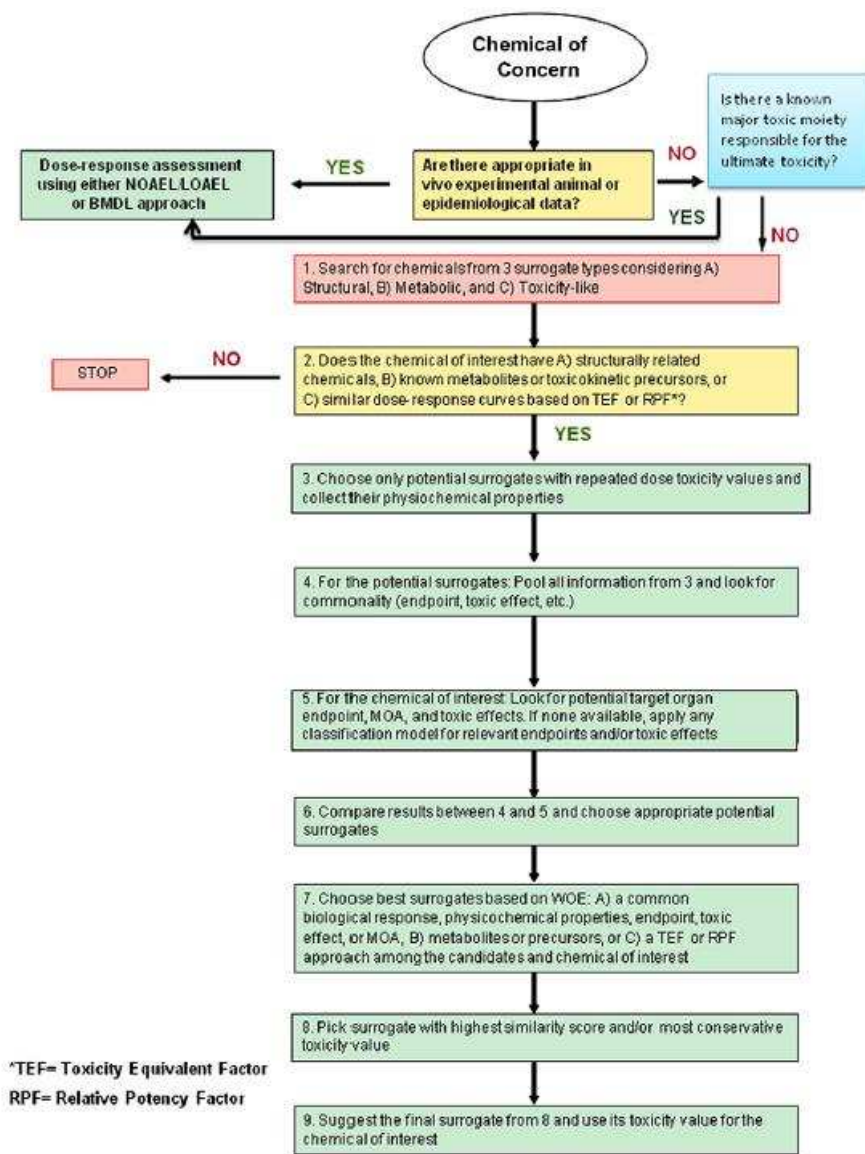 Chemical of
Concern
Is there a known
major toxic moiety
responsible for the
ultimate toxicity?
NO
YES
Dose-response assessment
using either NOAEL/LOAEL
or BMDL approach
Are there appropriate in
vivo experimental animal or
epidemiological data?
YES
NO
1. Search for chemicals from 3 surrogate types considering A)
Structural, B) Metabolic, and C) Toxicity-like
NO
STOP
2. Does the chemical of interest have A) structurally related
chemicals, B) known metabolites or toxicokinetic precursors, or
C) similar dose-response curves based on TEF or RPF*?
YES
3. Choose only potential surrogates with repeated dose toxicity values and
collect their physiochemical properties
4. For the potential surrogates: Pool all information from 3 and look for
commonality (endpoint, toxic effect, etc.)
5. For the chemical of interest: Look for potential target organ
endpoint, MOA, and toxic effects. If none available, apply any
classification model for relevant endpoints and/or toxic effects
6. Compare results between 4 and 5 and choose appropriate potential
surrogates
7. Choose best surrogates based on WOE: A) a common
biological response, physicochemical properties, endpoint, toxic
effect, or MOA, B) metabolites or precursors, or C) a TEF or RPF
approach among the candidates and chemical of interest
8. Pick surrogate with highest similarity score and/or most conservative
toxicity value
*TEF= Toxicity Equivalent Factor
RPF= Relative Potency Factor
9. Suggest the final surrogate from 8 and use its toxicity value for the
chemical of interest